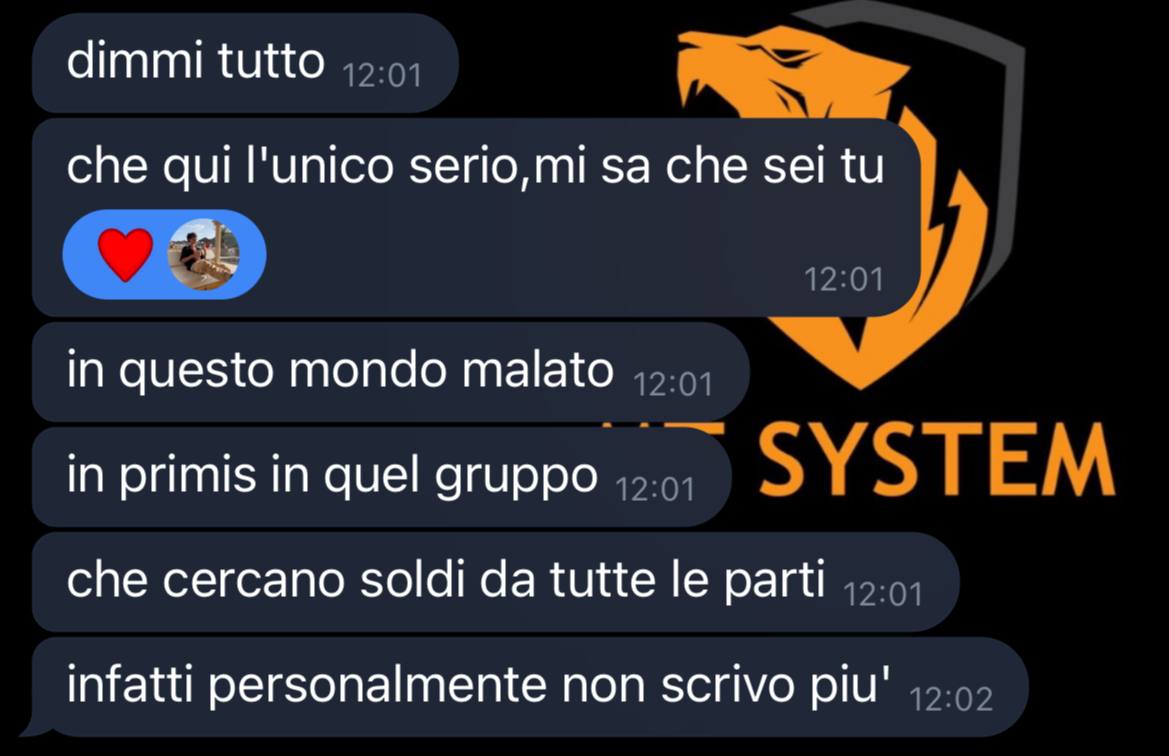 dimmi tutto 12:01
che qui l'unico serio,mi sa che sei tu
12:01
in questo mondo malato 12:01
SYSTEM
in primis in quel gruppo 12:01
che cercano soldi da tutte le parti 12:01
infatti personalmente non scrivo piu' 12:02